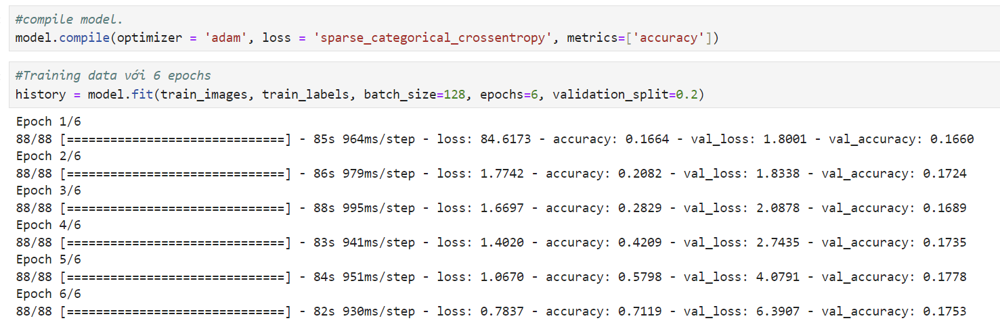 #compile model.
model.compile(optimizer = 'adam', loss = 'sparse_categorical_crossentropy', metrics=['accuracy'])
#Training data với 6 epochs
history = model.fit(train_images, train_labels, batch_size=128, epochs=6, validation_split=0.2)
Epoch 1/6
88/88 [==============================] - 85s 964ms/step - loss: 84.6173 - accuracy: 0.1664 - val_loss: 1.8001 - val_accuracy: 0.1660
Epoch 2/6
88/88 [==============================] - 86s 979ms/step - loss: 1.7742 - accuracy: 0.2082 - val_loss: 1.8338 - val_accuracy: 0.1724
Epoch 3/6
88/88 [==============================] - 88s 995ms/step - loss: 1.6697 - accuracy: 0.2829 - val_loss: 2.0878 - val_accuracy: 0.1689
Epoch 4/6
88/88 [==============================] - 83s 941ms/step - loss: 1.4020 - accuracy: 0.4209 - val_loss: 2.7435 - val_accuracy: 0.1735
Epoch 5/6
88/88 [==============================] - 84s 951ms/step - loss: 1.0670 - accuracy: 0.5798 - val_loss: 4.0791 - val_accuracy: 0.1778
Epoch 6/6
88/88 [==============================] - 82s 930ms/step - loss: 0.7837 - accuracy: 0.7119 - val_loss: 6.3907 - val_accuracy: 0.1753